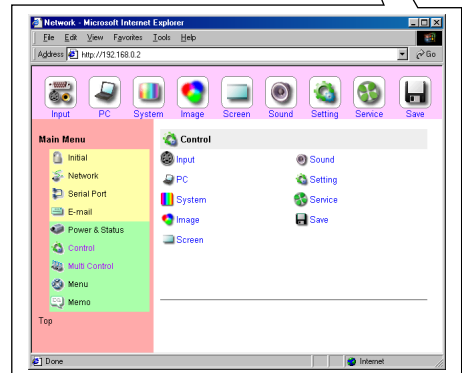 Network - Microsoft Internet Explorer
File Edit View Favorites Tools Help
Address http://192.168.0.2 Go
Input PC System Image Screen Sound Setting Service Save
Main Menu
Initial
Network
Serial Port
E-mail
Power & Status
Control
Multi Control
Menu
Memo
Top
Control
Input Sound
PC Setting
System Service
Image Save
Screen
Done Internet